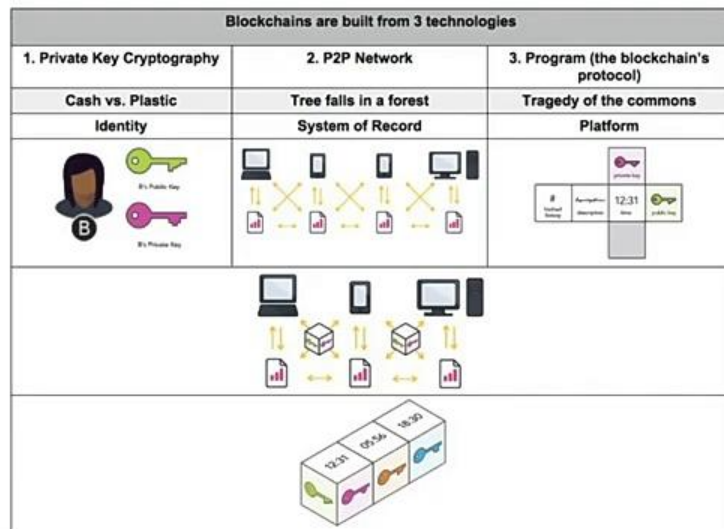 Blockchains are built from 3 technologies
1. Private Key Cryptography
2. P2P Network
3. Program (the blockchain's
protocol)
Cash vs. Plastic
Tree falls in a forest
Tragedy of the commons
Identity
System of Record
Platform
B's Public Key
B's Private Key
B
private key
#
history
description
12:31
time
public key
12:31
05:56
18:30